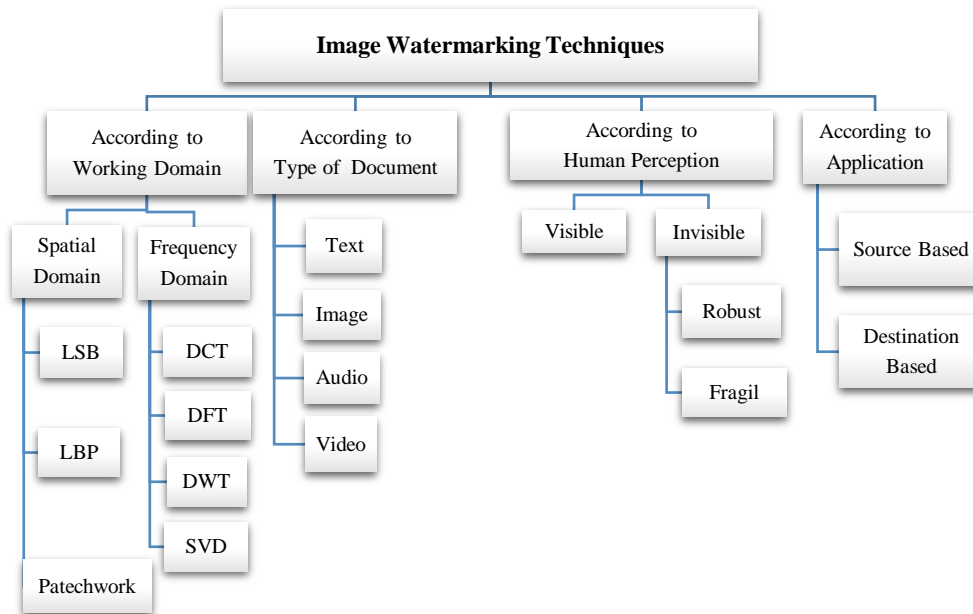 Image Watermarking Techniques
According to
Working Domain
According to
Type of Document
According to
Human Perception
According to
Application
Spatial
Domain
Frequency
Domain
LSB
LBP
Patechwork
DCT
DFT
DWT
SVD
Text
Image
Audio
Video
Visible
Invisible
Robust
Fragil
Source Based
Destination
Based